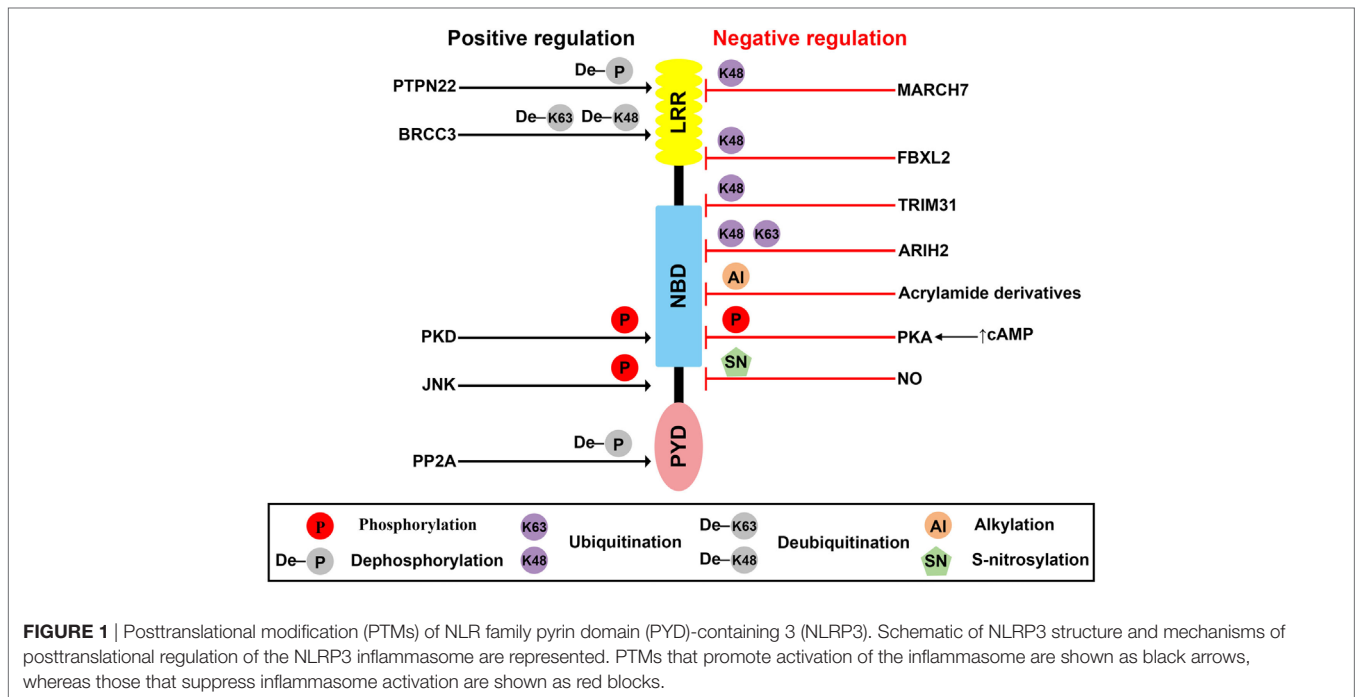 Positive regulation Negative regulation
De– P K48
PTPN22 MARCH7
De–K63 De–K48
BRCC3 LRR
K48
FBXL2
K48
TRIM31
K48 K63
ARIH2
Al
NBD Acrylamide derivatives
P P
PKD PKA ↑cAMP
P SN
JNK NO
De– P
PP2A PYD
P Phosphorylation K63 Ubiquitination De–K63 Deubiquitination Al Alkylation
De– P Dephosphorylation K48 De–K48 SN S-nitrosylation
FIGURE 1 | Posttranslational modification (PTMs) of NLR family pyrin domain (PYD)-containing 3 (NLRP3). Schematic of NLRP3 structure and mechanisms of
posttranslational regulation of the NLRP3 inflammasome are represented. PTMs that promote activation of the inflammasome are shown as black arrows,
whereas those that suppress inflammasome activation are shown as red blocks.